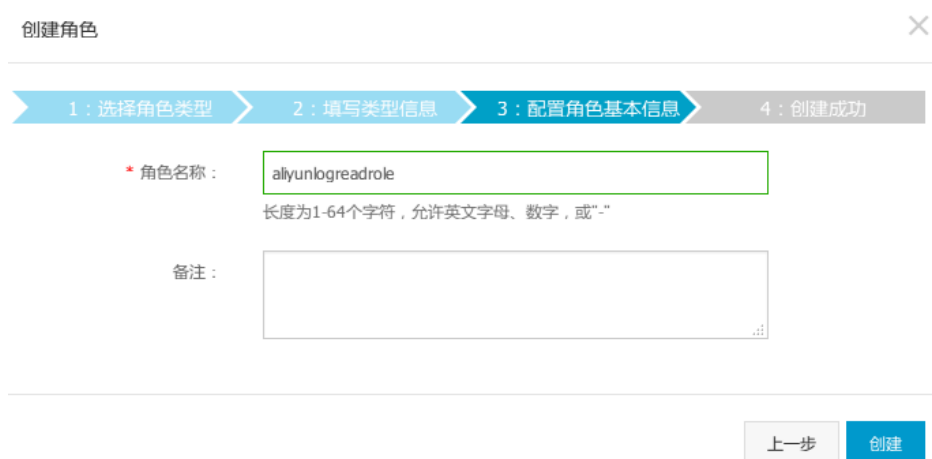 创建角色
1：选择角色类型
2：填写类型信息
3：配置角色基本信息
4：创建成功
* 角色名称：
aliyunlogreadrole
长度为1-64个字符，允许英文字母、数字，或"-"
备注：
上一步
创建